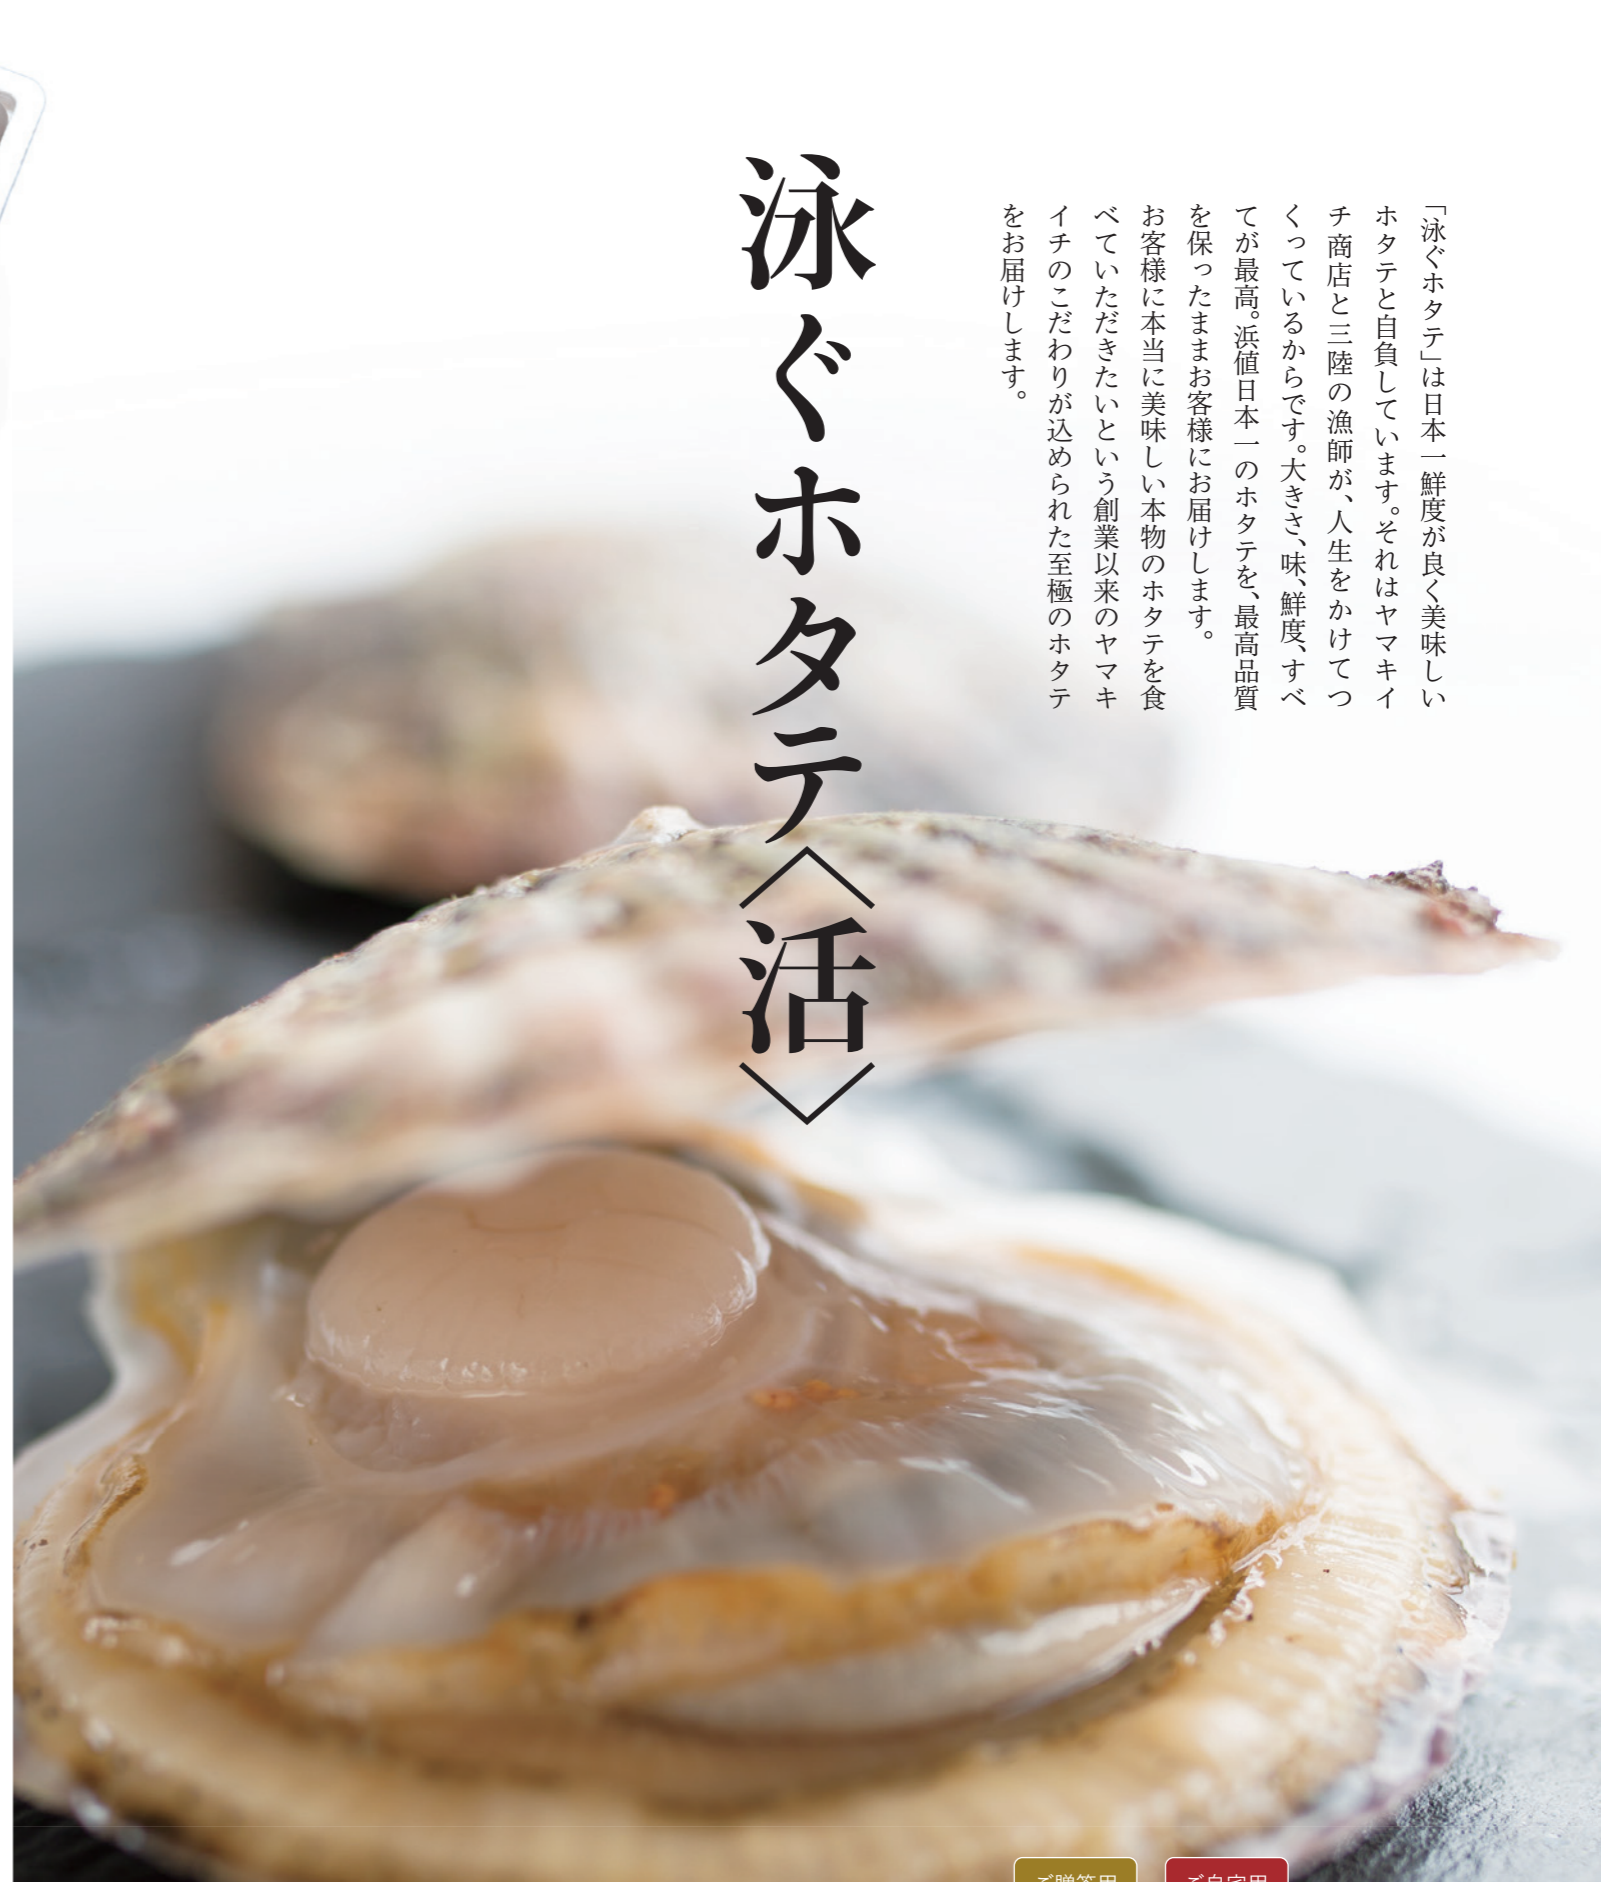 「泳ぐホタテ」は日本一鮮度が良く美味しい
ホタテと自負しています。それはヤマキイ
チ商店と三陸の漁師が、人生をかけてつ
くっているからです。大きさ、味、鮮度、すべ
てが最高。浜値日本一のホタテを、最高品質
を保ったままお客様にお届けします。
お客様に本当に美味しい本物のホタテを食
べていただきたいという創業以来のヤマキ
イチのこだわりが込められた至極のホタテ
をお届けします。
泳ぐホタテ〈活〉
ご贈答用
ご自宅用